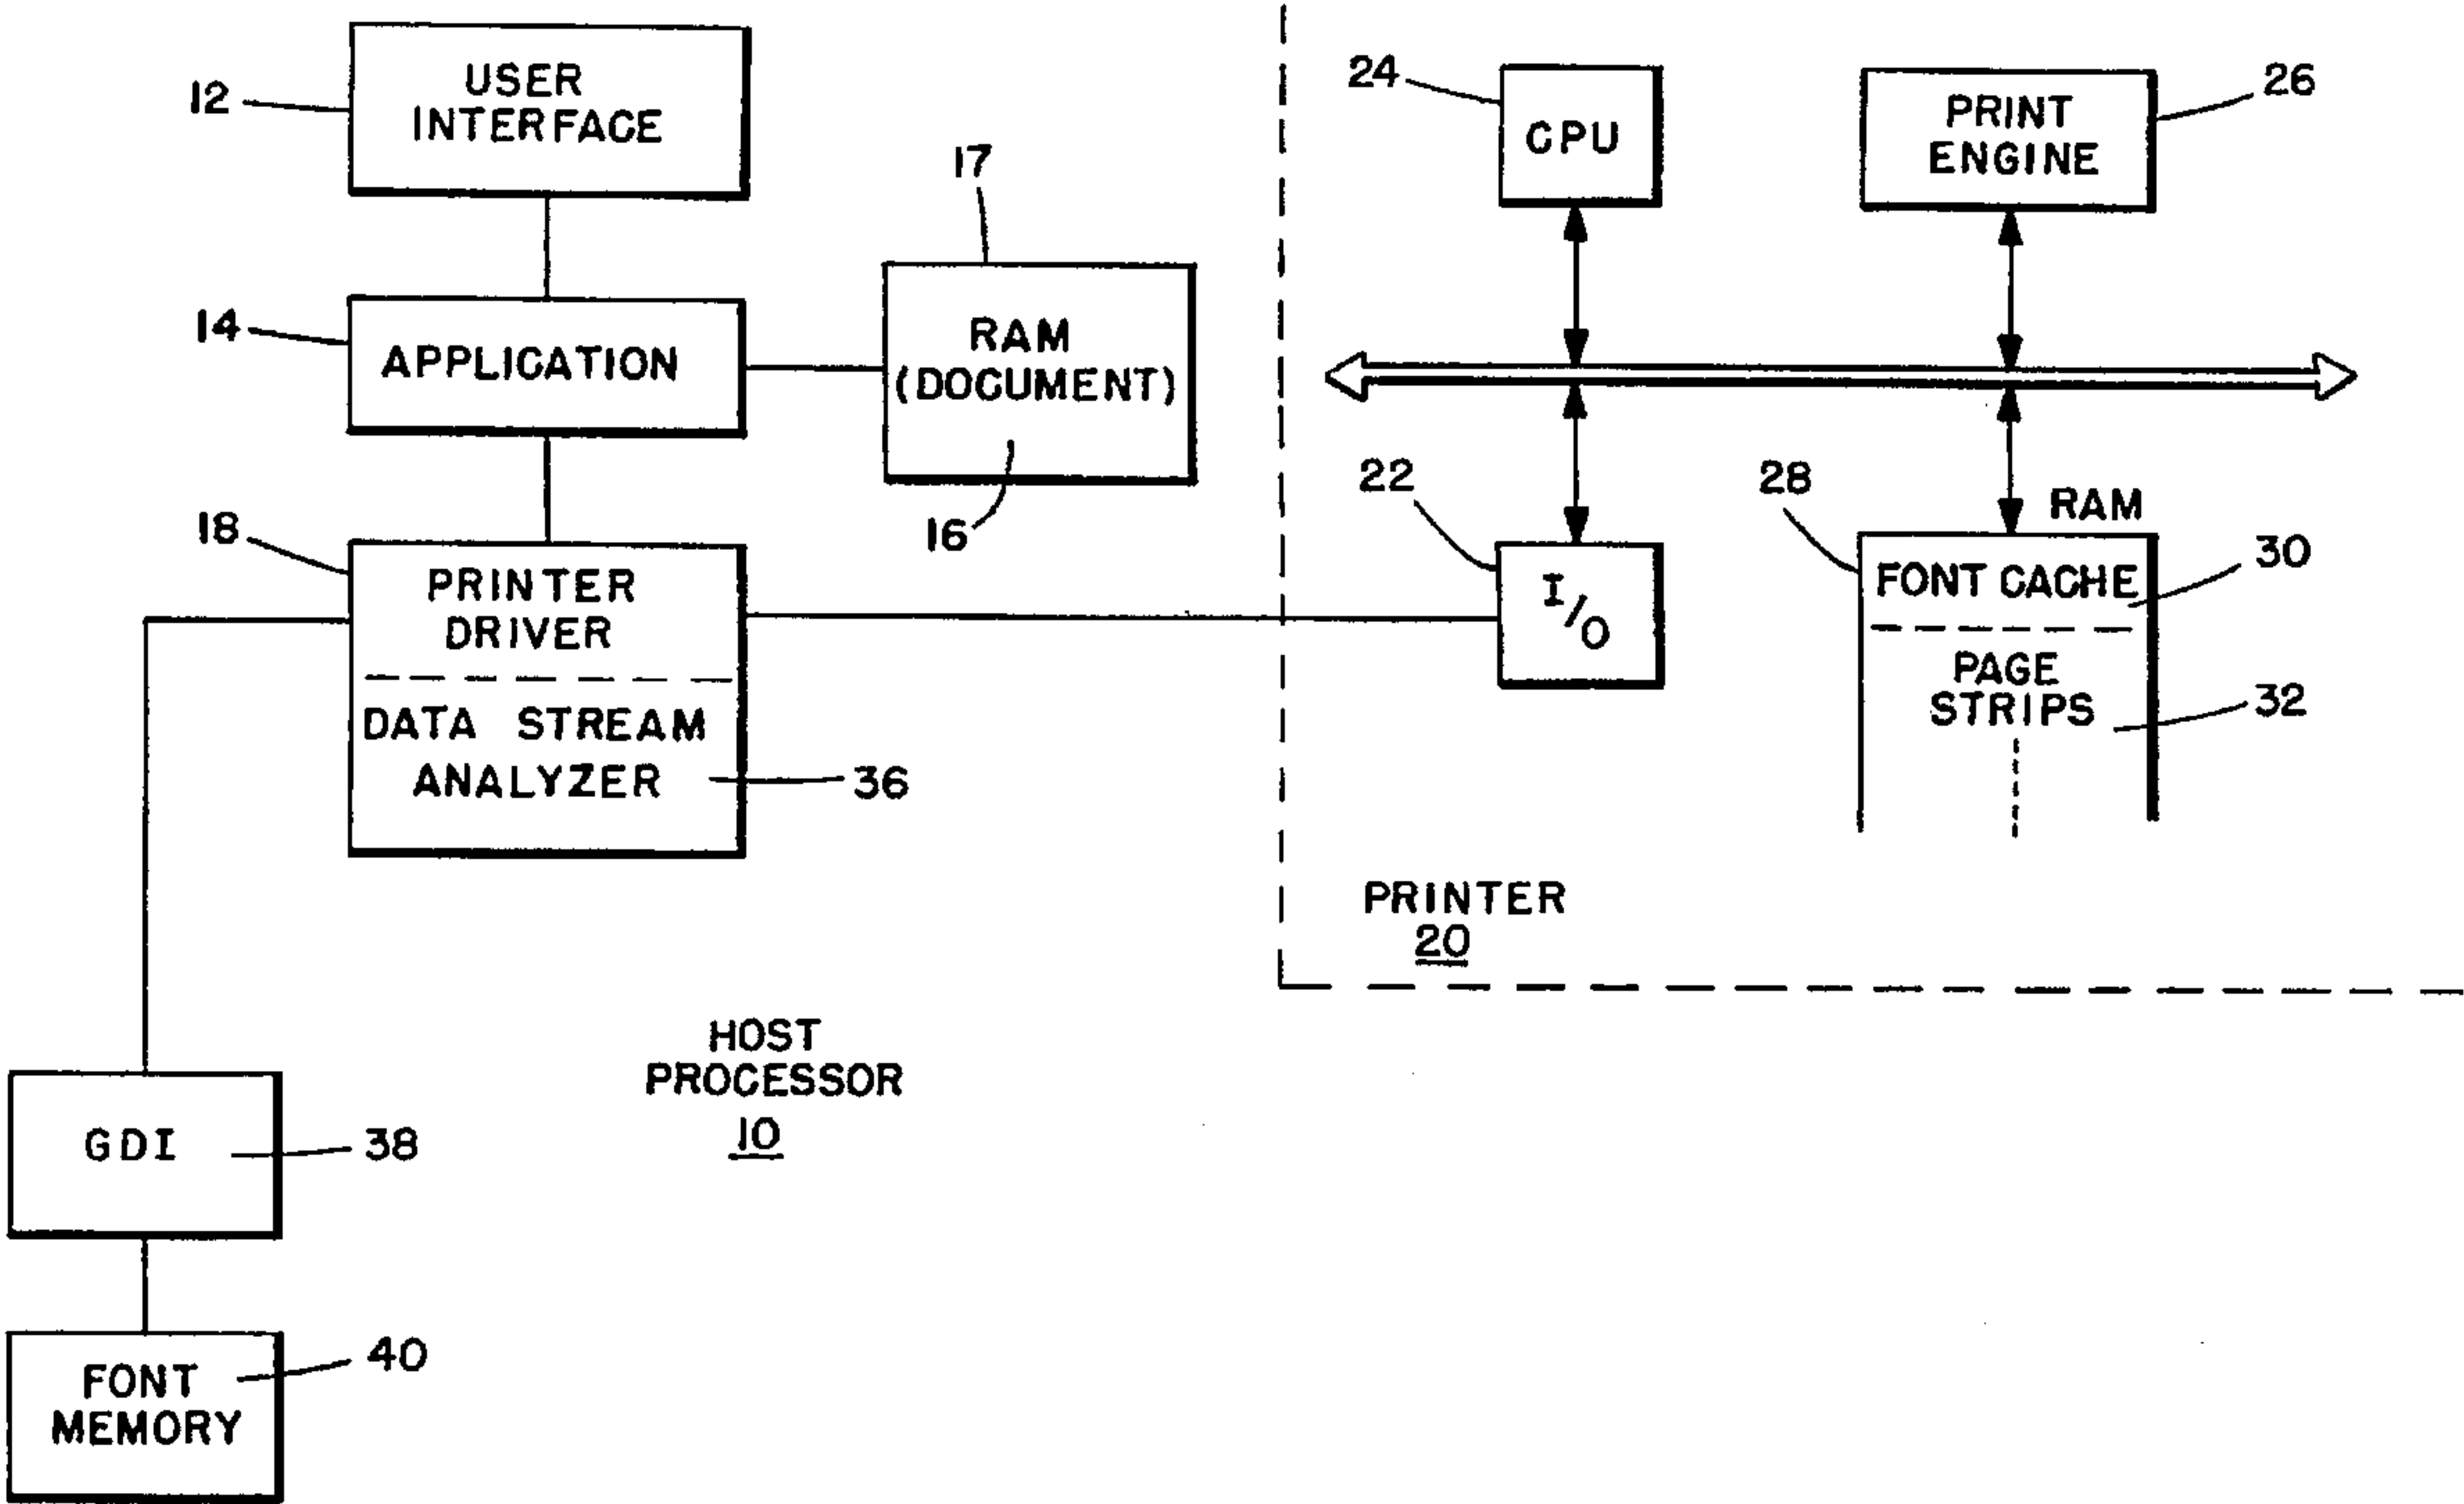 12
USER
INTERFACE
14
APPLICATION
17
RAM
(DOCUMENT)
16
18
PRINTER
DRIVER
DATA STREAM
ANALYZER
36
GDI
38
FONT
MEMORY
40
HOST
PROCESSOR
10
24
CPU
PRINT
ENGINE
26
22
I/O
28
RAM
FONT CACHE
30
PAGE
STRIPS
32
PRINTER
20